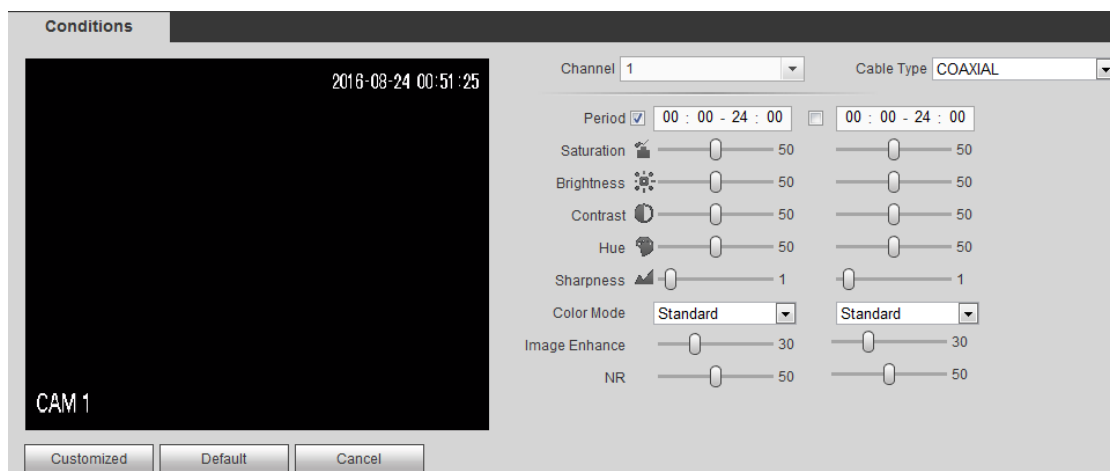 Conditions
2016-08-24 00:51:25
CAM 1
Channel 1 Cable Type COAXIAL
Period 00 : 00 - 24 : 00 00 : 00 - 24 : 00
Saturation 50 50
Brightness 50 50
Contrast 50 50
Hue 50 50
Sharpness 1 1
Color Mode Standard Standard
Image Enhance 30 30
NR 50 50
Customized Default Cancel